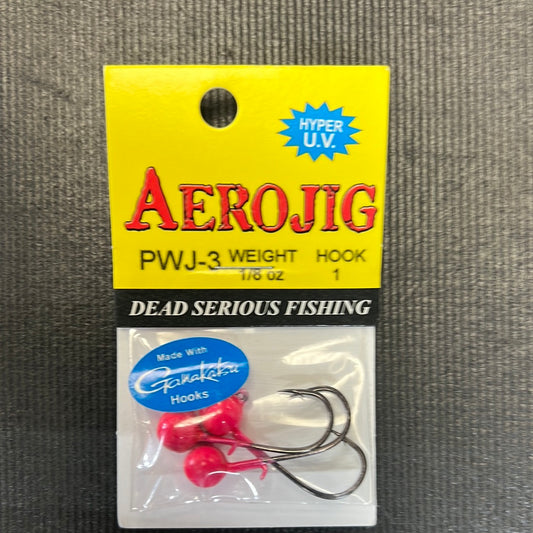 HYPER
U.V.
AEROJIG
PWJ-3 WEIGHT HOOK
1/8 oz 1
DEAD SERIOUS FISHING
Made With
Gamakatsu
Hooks